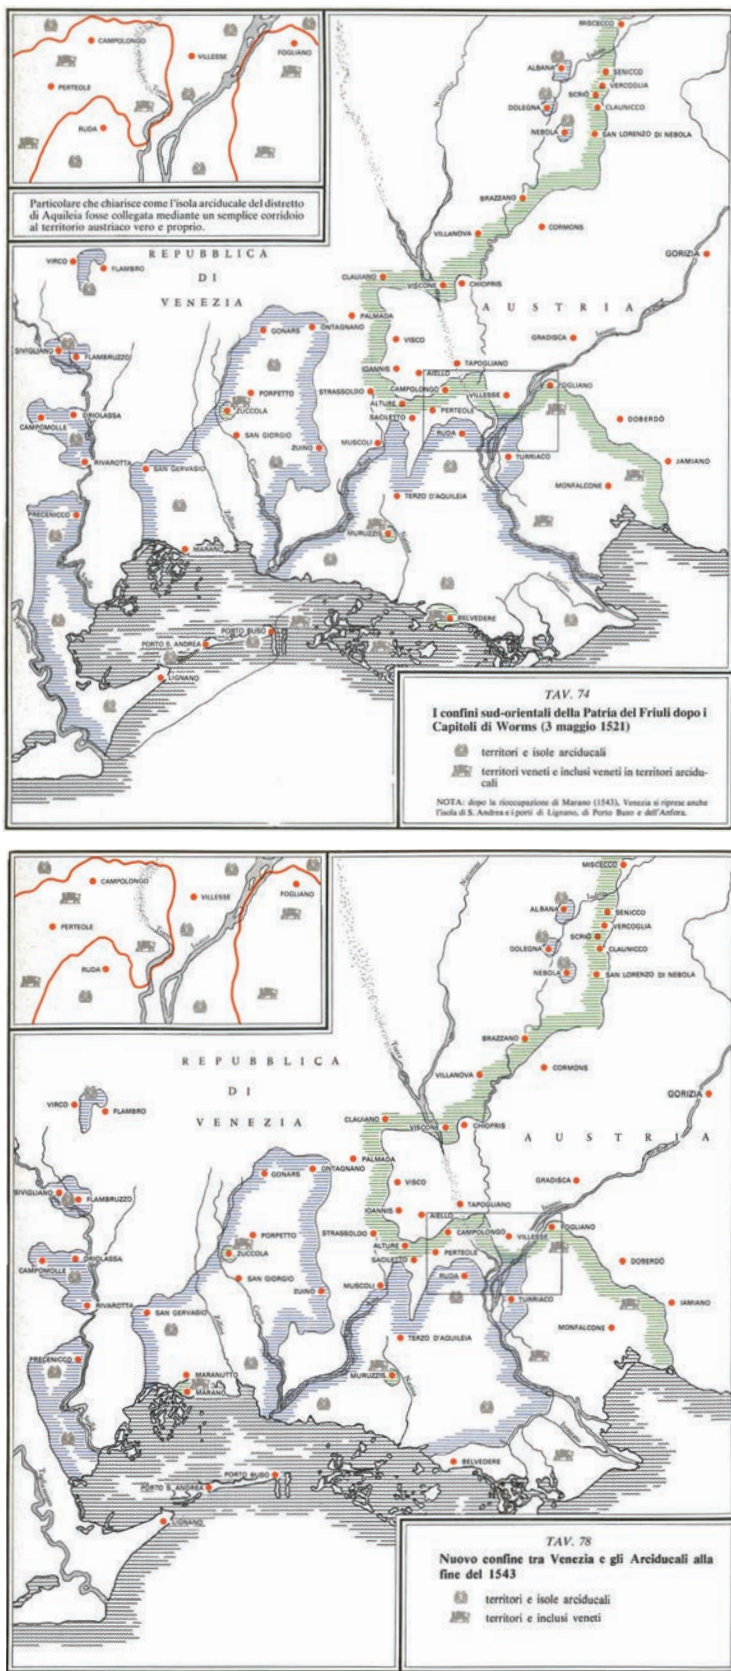 CAMPOLONGO
VILLESSE
FOGLIANO
PERTEOLE
RUDA
Particolare che chiarisce come l'isola arciducale del distretto
di Aquileia fosse collegata mediante un semplice corridoio
al territorio austriaco vero e proprio.
MISCECCO
ALBANA
SENICCO
VERCOGLIA
SCRIÒ
DOLEGNA
CLAUNICCO
NEBOLA
SAN LORENZO DI NEBOLA
BRAZZANO
VILLANOVA
CORMONS
REPUBBLICA
DI
VENEZIA
VIRCO
FLAMBRO
GORIZIA
CLAUIANO
VISCONE
CHIOPRIS
AUSTRIA
PALMADA
GONARS
ONTAGNANO
VISCO
GRADISCA
SIVIGLIANO
FLAMBRUZZO
IOANNIS
AIELLO
TAPOGLIANO
PORPETTO
STRASSOLDO
CAMPOLONGO
VILLESSE
FOGLIANO
ZUCCOLA
ALTURE
PERTEOLE
CAMPOMOLLE
DRIOLASSA
SACILETTO
DOBERDÒ
SAN GIORGIO
MUSCOLI
RUDA
ZUINO
RIVAROTTA
SAN GERVASIO
TURRIACO
JAMIANO
MONFALCONE
TERZO D'AQUILEIA
PRECENICCO
MURUZZIS
MARANO
BELVEDERE
PORTO BUSO
PORTO S. ANDREA
LIGNANO
TAV. 74
I confini sud-orientali della Patria del Friuli dopo i
Capitoli di Worms (3 maggio 1521)
territori e isole arciducali
territori veneti e inclusi veneti in territori arcidu-
cali
NOTA: dopo la rioccupazione di Marano (1543), Venezia si riprese anche
l'isola di S. Andrea e i porti di Lignano, di Porto Buso e dell'Anfora.
CAMPOLONGO
VILLESSE
FOGLIANO
PERTEOLE
RUDA
MISCECCO
ALBANA
SENICCO
VERCOGLIA
SCRIÒ
DOLEGNA
CLAUNICCO
NEBOLA
SAN LORENZO DI NEBOLA
BRAZZANO
VILLANOVA
CORMONS
REPUBBLICA
DI
VENEZIA
VIRCO
FLAMBRO
GORIZIA
CLAUIANO
VISCONE
CHIOPRIS
AUSTRIA
PALMADA
GONARS
ONTAGNANO
VISCO
GRADISCA
SIVIGLIANO
FLAMBRUZZO
IOANNIS
AIELLO
TAPOGLIANO
PORPETTO
STRASSOLDO
CAMPOLONGO
VILLESSE
FOGLIANO
ZUCCOLA
ALTURE
PERTEOLE
CAMPOMOLLE
DRIOLASSA
SACILETTO
DOBERDÒ
SAN GIORGIO
MUSCOLI
RUDA
ZUINO
RIVAROTTA
SAN GERVASIO
TURRIACO
IAMIANO
MONFALCONE
TERZO D'AQUILEIA
PRECENICCO
MARANUTTO
MURUZZIS
MARANO
BELVEDERE
PORTO BUSO
PORTO S. ANDREA
LIGNANO
TAV. 78
Nuovo confine tra Venezia e gli Arciducali alla
fine del 1543
territori e isole arciducali
territori e inclusi veneti